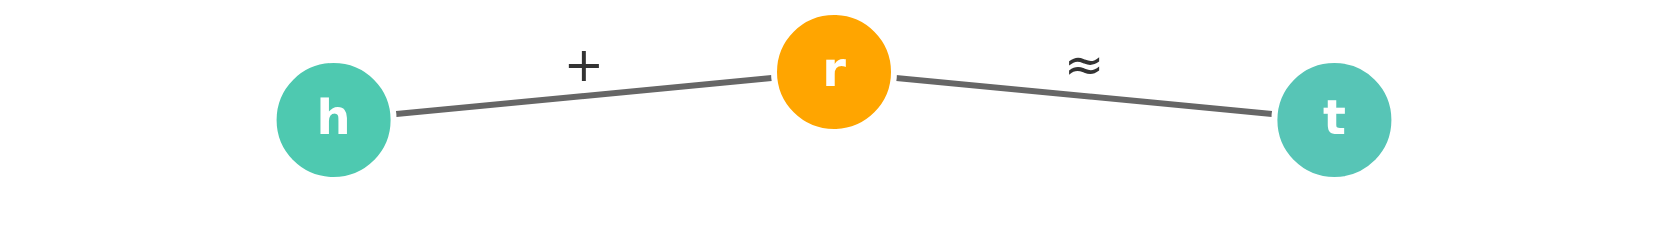 h + r ≈ t